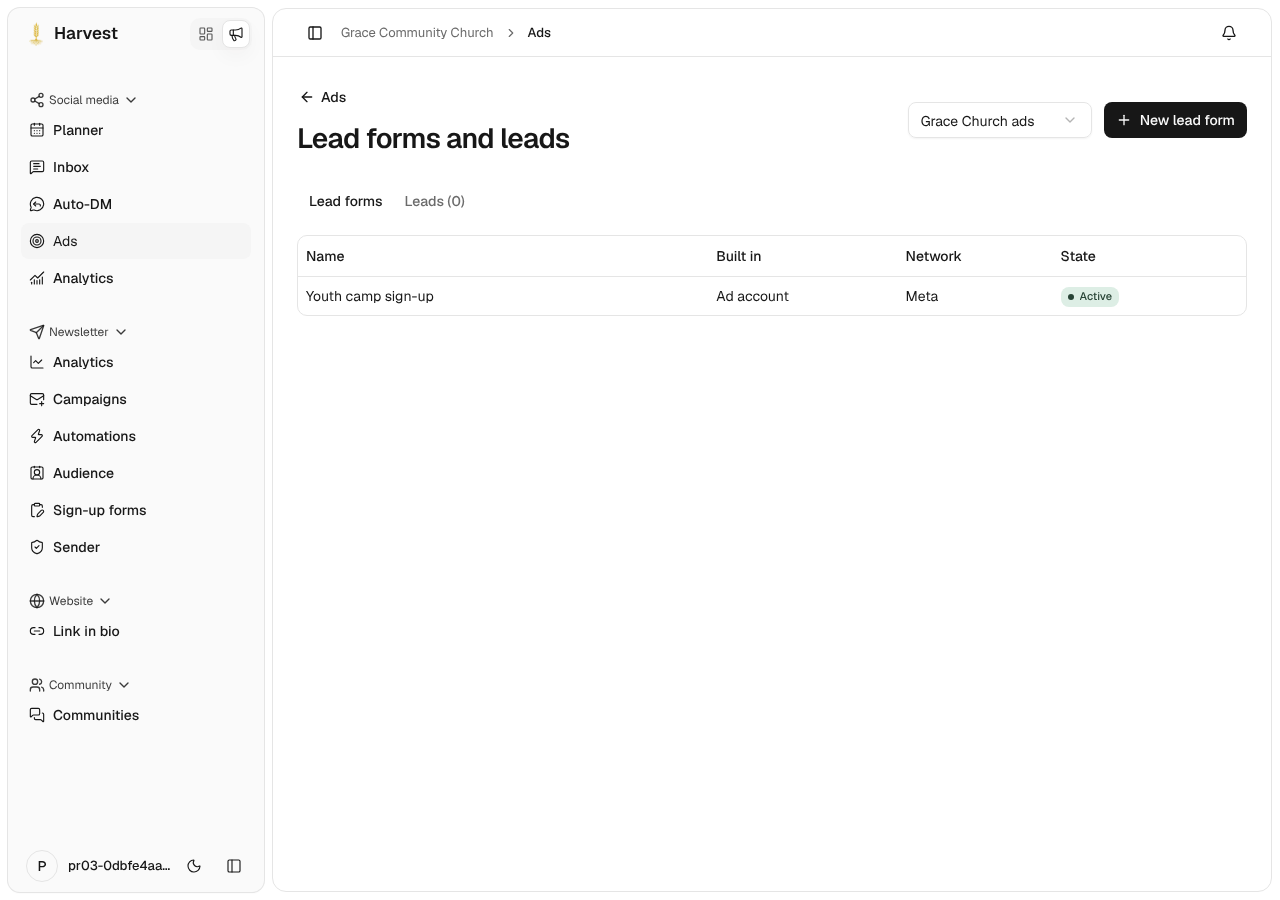 Harvest
Social media
Planner
Inbox
Auto-DM
Ads
Analytics
Newsletter
Analytics
Campaigns
Automations
Audience
Sign-up forms
Sender
Website
Link in bio
Community
Communities
P
pr03-0dbfe4aa...
Grace Community Church
Ads
Ads
Lead forms and leads
Grace Church ads
New lead form
Lead forms
Leads (0)
Name Built in Network State
Youth camp sign-up Ad account Meta Active